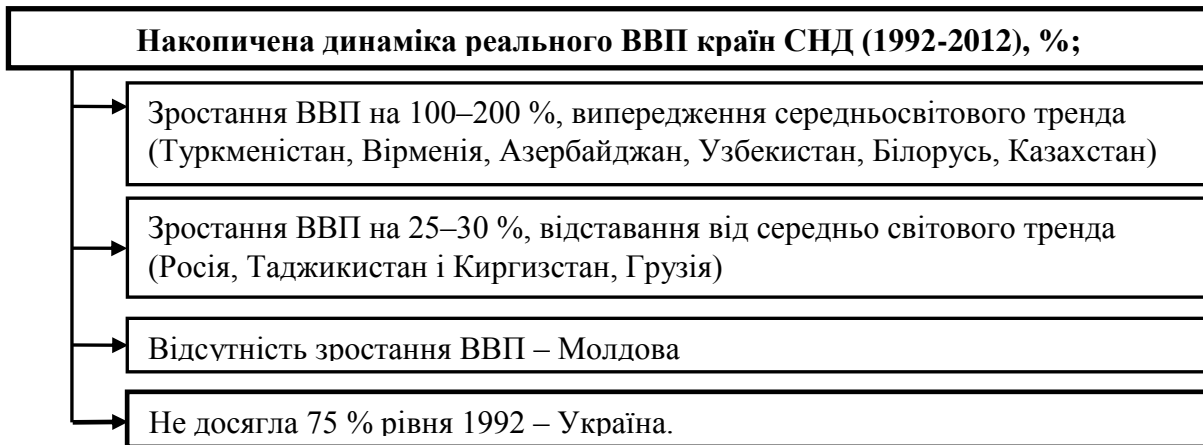 Накопичена динаміка реального ВВП країн СНД (1992-2012), %;
Зростання ВВП на 100–200 %, випередження середньосвітового тренда
(Туркменістан, Вірменія, Азербайджан, Узбекистан, Білорусь, Казахстан)
Зростання ВВП на 25–30 %, відставання від середньо світового тренда
(Росія, Таджикистан і Киргизстан, Грузія)
Відсутність зростання ВВП – Молдова
Не досягла 75 % рівня 1992 – Україна.